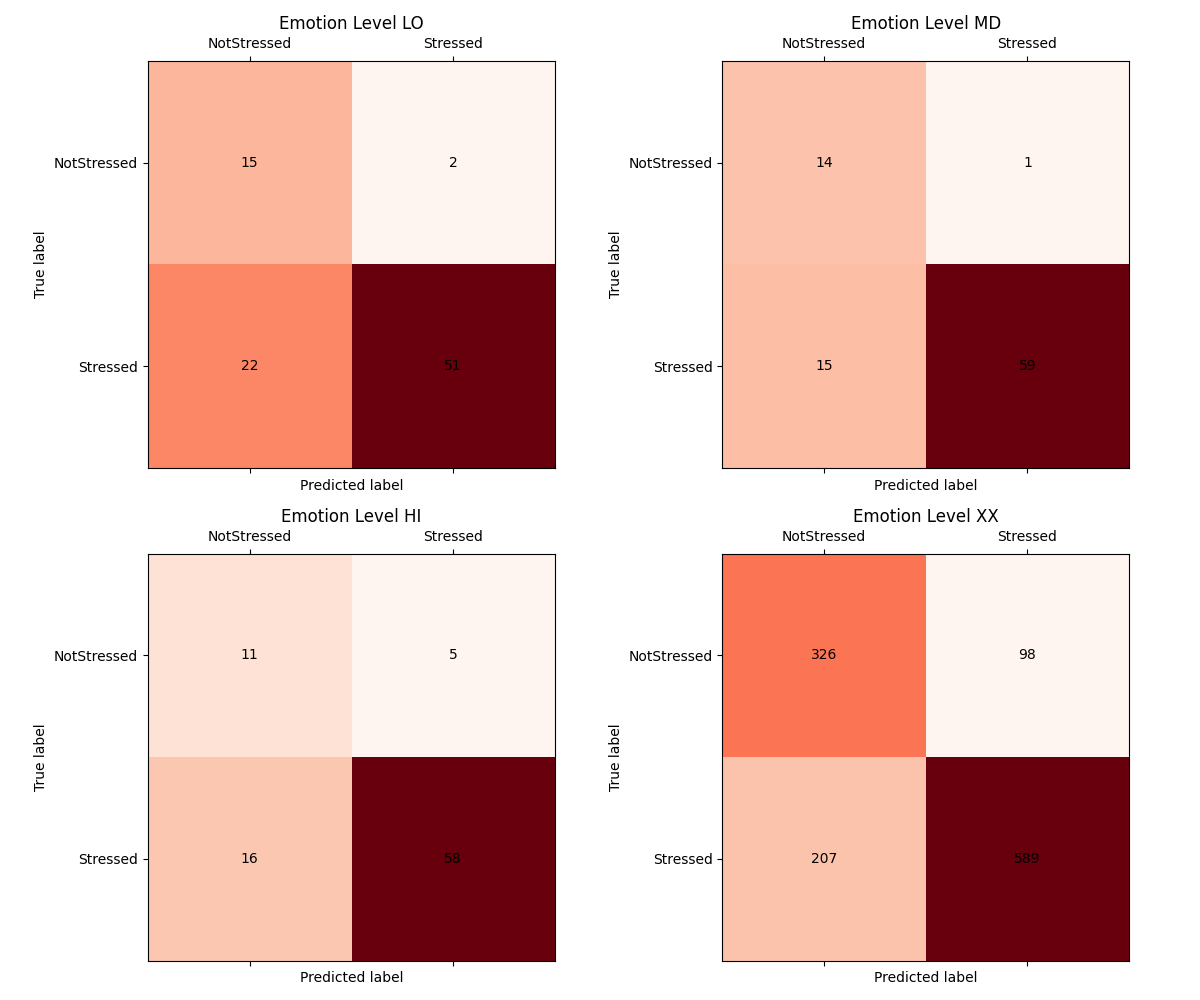 Emotion Level LO
NotStressed Stressed
NotStressed 15 2
True label
Stressed 22 51
Predicted label
Emotion Level MD
NotStressed Stressed
NotStressed 14 1
True label
Stressed 15 59
Predicted label
Emotion Level HI
NotStressed Stressed
NotStressed 11 5
True label
Stressed 16 58
Predicted label
Emotion Level XX
NotStressed Stressed
NotStressed 326 98
True label
Stressed 207 589
Predicted label